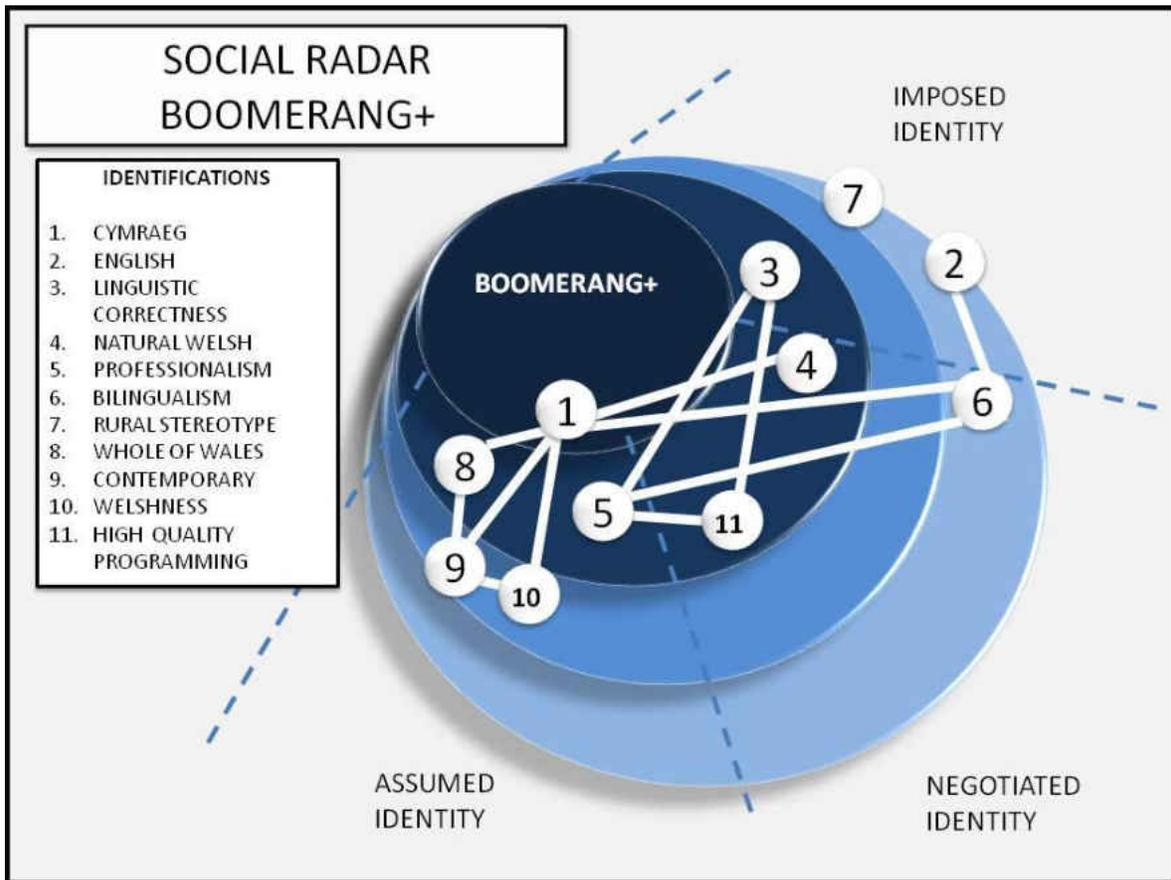 SOCIAL RADAR
BOOMERANG+
IDENTIFICATIONS
1. CYMRAEG
2. ENGLISH
3. LINGUISTIC
CORRECTNESS
4. NATURAL WELSH
5. PROFESSIONALISM
6. BILINGUALISM
7. RURAL STEREOTYPE
8. WHOLE OF WALES
9. CONTEMPORARY
10. WELSHNESS
11. HIGH QUALITY
PROGRAMMING
IMPOSED
IDENTITY
7
2
3
BOOMERANG+
4
6
1
8
5
11
9
10
ASSUMED
IDENTITY
NEGOTIATED
IDENTITY